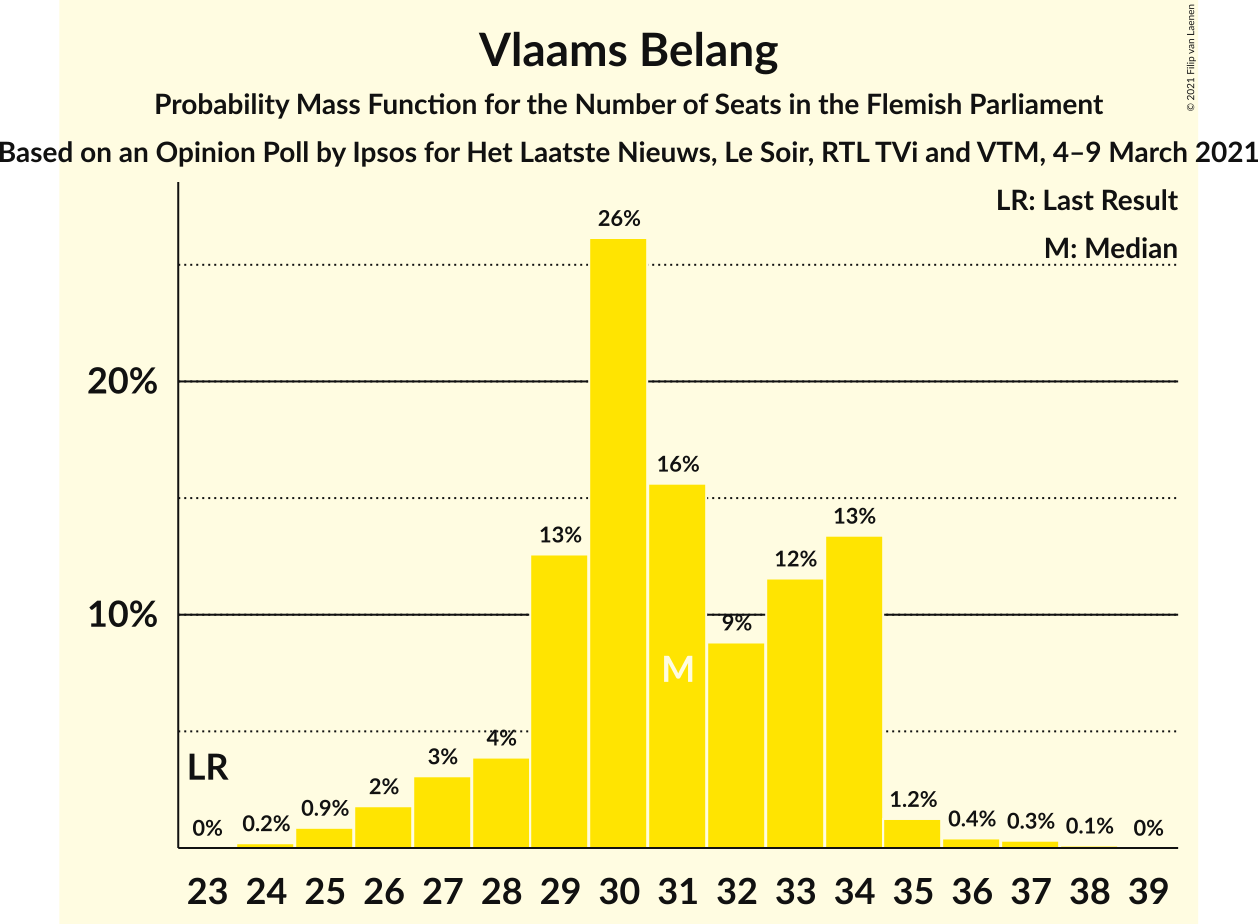 Vlaams Belang
Probability Mass Function for the Number of Seats in the Flemish Parliament
Based on an Opinion Poll by Ipsos for Het Laatste Nieuws, Le Soir, RTL TVi and VTM, 4–9 March 2021
© 2021 Filip van Laenen
LR: Last Result
M: Median
26%
20%
16%
13%
13%
12%
10%
9%
M
4%
LR
3%
2%
0.9%
1.2%
0% 0.2% 0.4% 0.3% 0.1% 0%
23 24 25 26 27 28 29 30 31 32 33 34 35 36 37 38 39